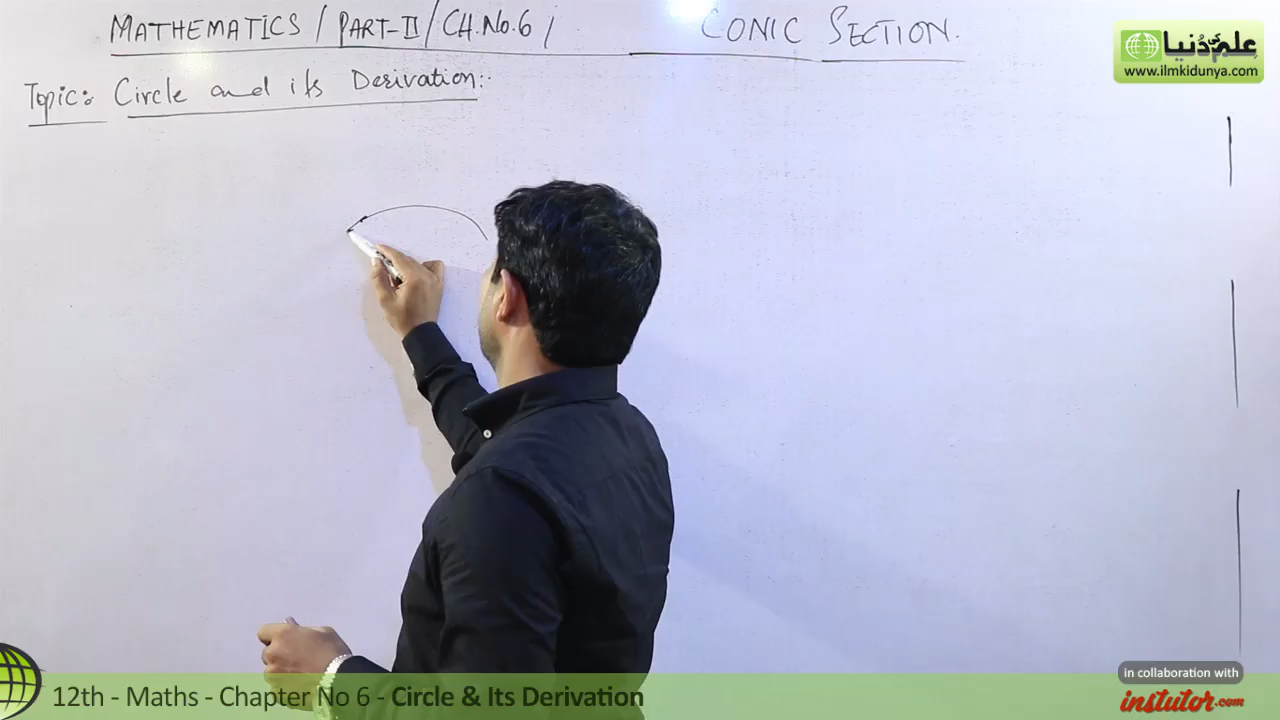 MATHEMATICS / PART-II / CH.No.6 / CONIC SECTION.
علم کی دُنیا
www.ilmkidunya.com
Topic:- Circle and its Derivation:-
in collaboration with
instutor.com
12th - Maths - Chapter No 6 - Circle & Its Derivation